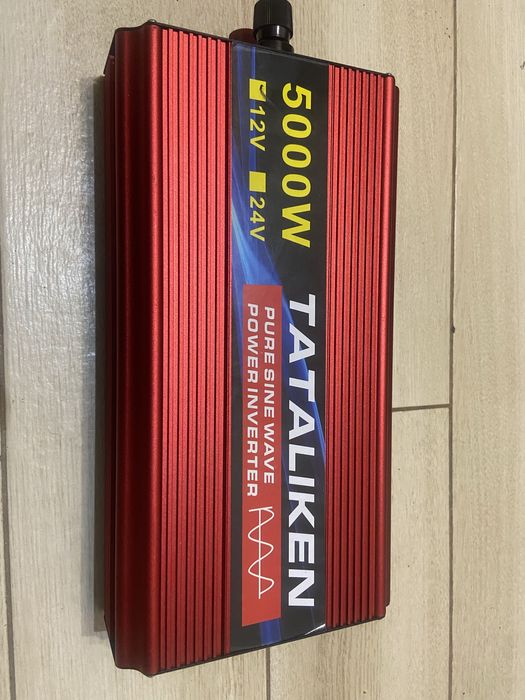 5000W
12V 24V
TATALIKEN
PURE SINE WAVE
POWER INVERTER